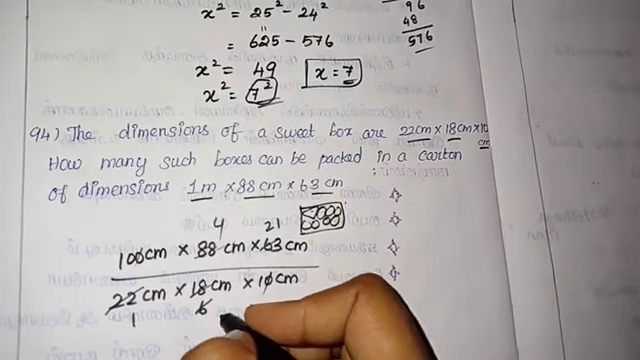 x² = 25² - 24²
96
48
= 625 - 576
576
x² = 49
x = 7
x² = 7²
94) The dimensions of a sweet box are 22cm x 18cm x 10 cm
How many such boxes can be packed in a carton
of dimensions 1m x 88 cm x 63 cm
4 21
100cm x 88 cm x 63 cm
22 cm x 18 cm x 10 cm
1 6